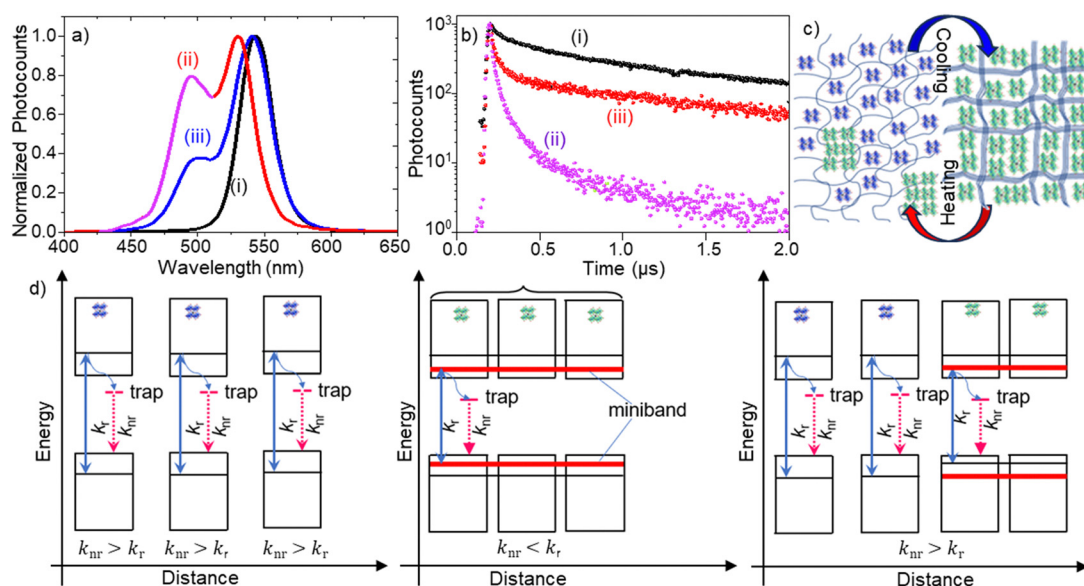 a)
Normalized Photocounts
1.0
0.8
0.6
0.4
0.2
0.0
(ii)
(iii)
(i)
400 450 500 550 600 650
Wavelength (nm)
b)
Photocounts
10³
10²
10¹
10⁰
(i)
(iii)
(ii)
0.0 0.5 1.0 1.5 2.0
Time (µs)
c)
Cooling
Heating
d)
Energy
trap trap trap
kr knr kr knr kr knr
knr > kr knr > kr knr > kr
Distance
Energy
trap
miniband
kr knr
knr < kr
Distance
Energy
trap trap trap
kr knr kr knr kr knr
knr > kr
Distance